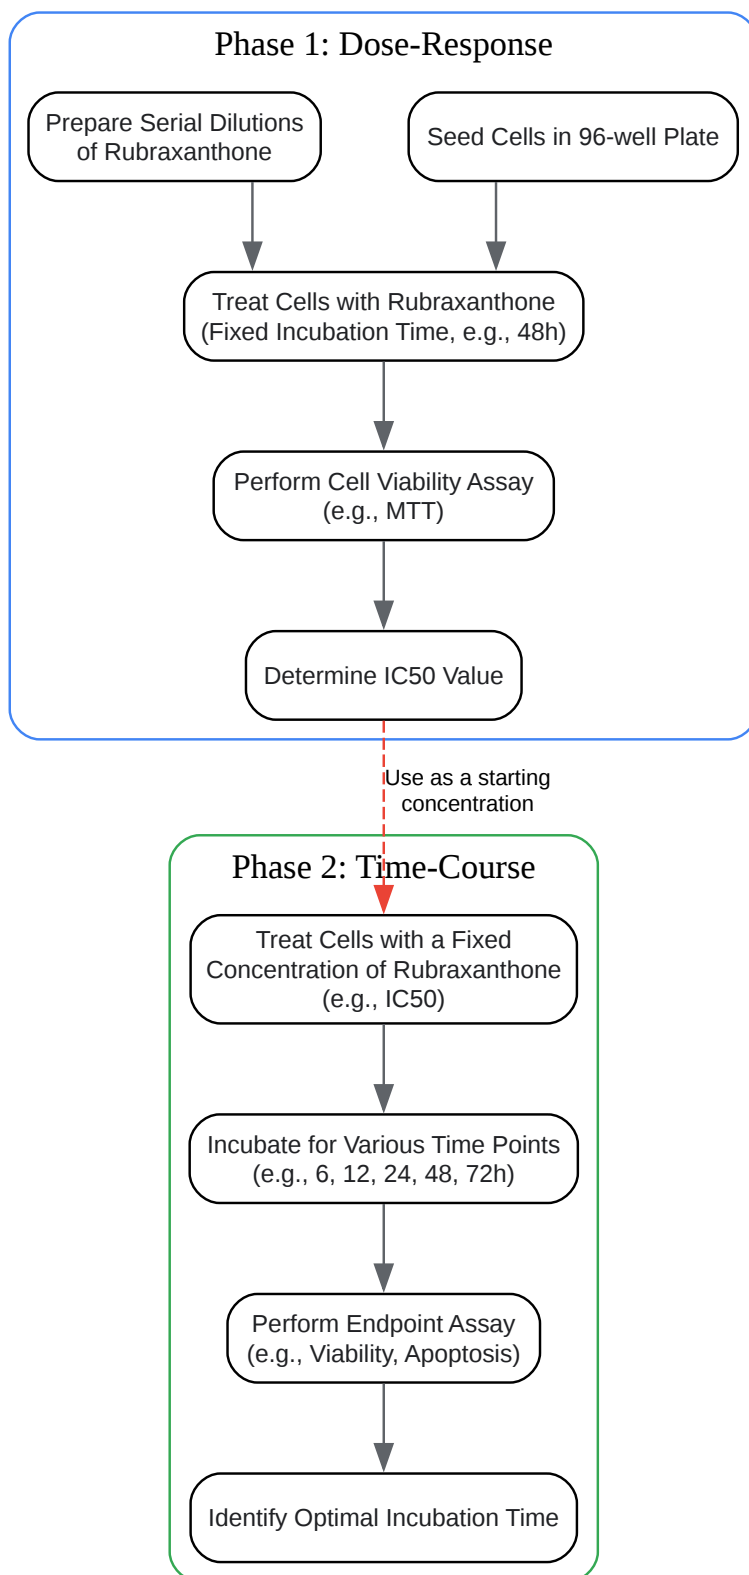 Phase 1: Dose-Response
Prepare Serial Dilutions
of Rubraxanthone
Seed Cells in 96-well Plate
Treat Cells with Rubraxanthone
(Fixed Incubation Time, e.g., 48h)
Perform Cell Viability Assay
(e.g., MTT)
Determine IC50 Value
Use as a starting
concentration
Phase 2: Time-Course
Treat Cells with a Fixed
Concentration of Rubraxanthone
(e.g., IC50)
Incubate for Various Time Points
(e.g., 6, 12, 24, 48, 72h)
Perform Endpoint Assay
(e.g., Viability, Apoptosis)
Identify Optimal Incubation Time